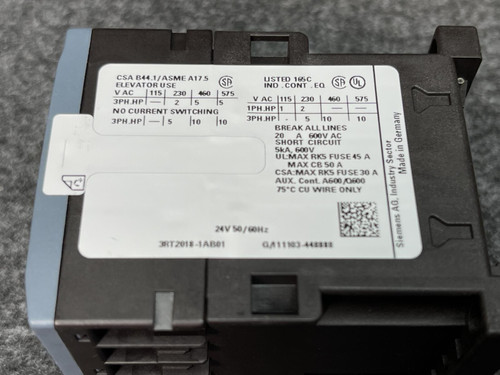 CSA B44.1/ASME A17.5
ELEVATOR USE
V AC 115 230 460 575
3PH.HP — 2 5 5
NO CURRENT SWITCHING
3PH.HP — 5 10 10
LISTED 165C
IND. CONT. EQ.
V AC 115 230 460 575
1PH.HP 1 2 — —
3PH.HP - 5 10 10
BREAK ALL LINES
20 A 600V AC
SHORT CIRCUIT
5kA, 600V
UL:MAX RK5 FUSE 45 A
MAX CB 50 A
CSA:MAX RK5 FUSE 30 A
AUX. Cont. A600/Q600
75°C CU WIRE ONLY
24V 50/60Hz
3RT2018-1AB01
G/111103-448888
Siemens AG, Industry Sector
Made in Germany